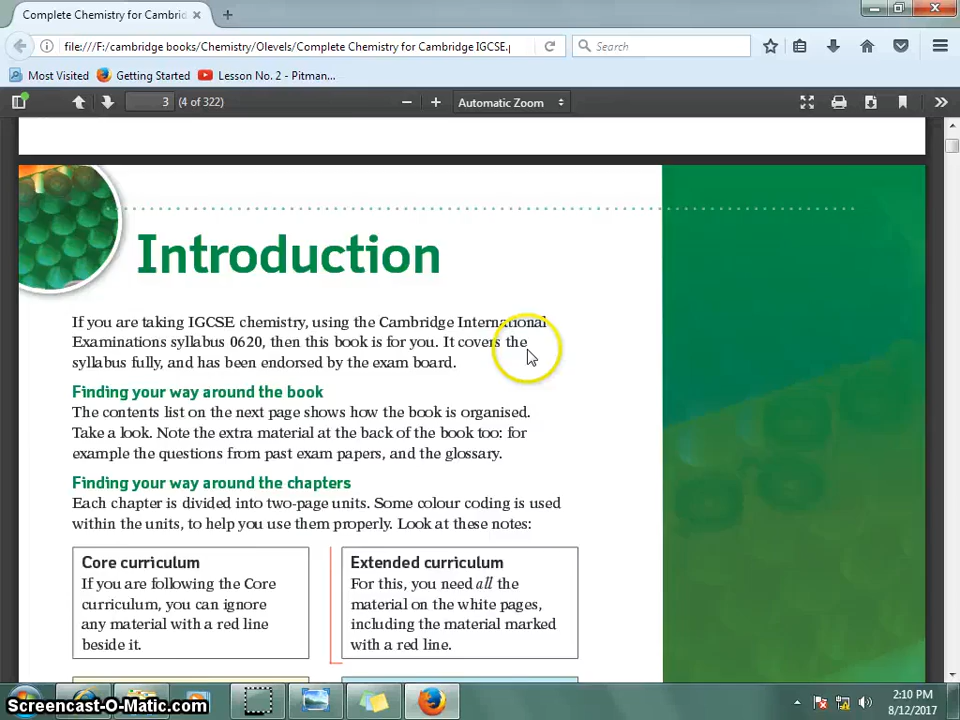 Complete Chemistry for Cambrid
file:///F:/cambridge books/Chemistry/Olevels/Complete Chemistry for Cambridge IGCSE.p
Search
Most Visited
Getting Started
Lesson No. 2 - Pitman...
3
(4 of 322)
Automatic Zoom
Introduction
If you are taking IGCSE chemistry, using the Cambridge International
Examinations syllabus 0620, then this book is for you. It covers the
syllabus fully, and has been endorsed by the exam board.
Finding your way around the book
The contents list on the next page shows how the book is organised.
Take a look. Note the extra material at the back of the book too: for
example the questions from past exam papers, and the glossary.
Finding your way around the chapters
Each chapter is divided into two-page units. Some colour coding is used
within the units, to help you use them properly. Look at these notes:
Core curriculum
If you are following the Core
curriculum, you can ignore
any material with a red line
beside it.
Extended curriculum
For this, you need all the
material on the white pages,
including the material marked
with a red line.
2:10 PM
8/12/2017
Screencast-O-Matic.com